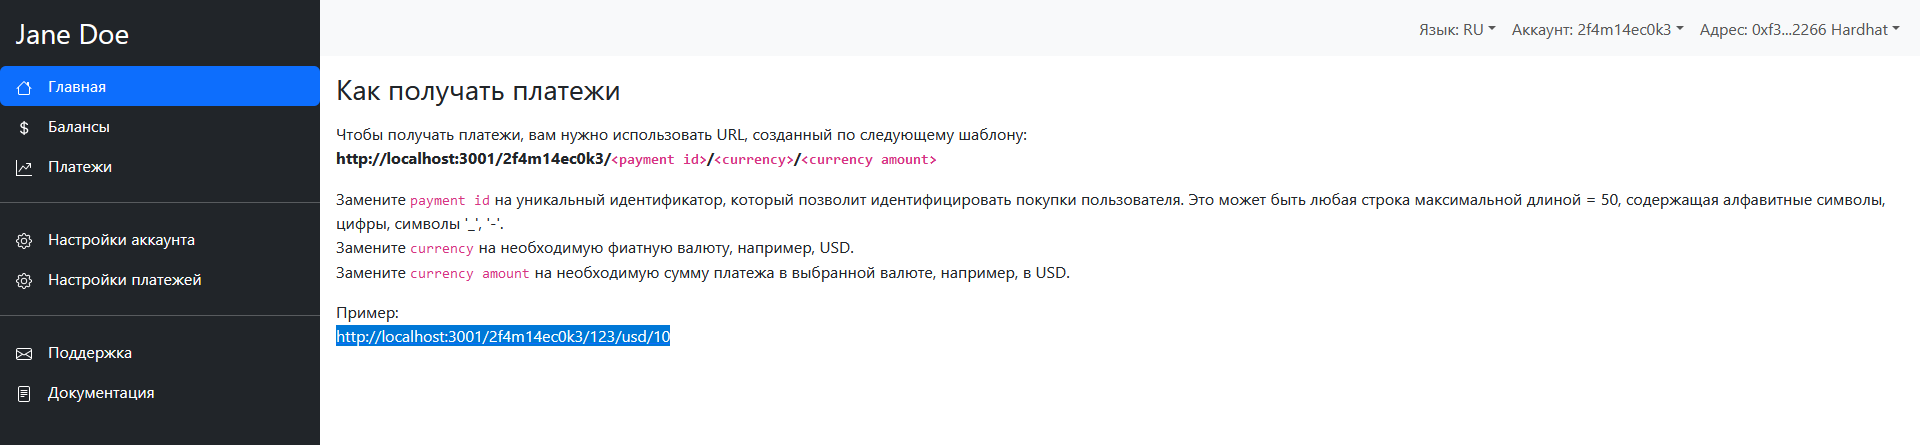 Jane Doe
Язык: RU Аккаунт: 2f4m14ec0k3 Адрес: 0xf3...2266 Hardhat
Главная
Балансы
Платежи
Настройки аккаунта
Настройки платежей
Поддержка
Документация
Как получать платежи
Чтобы получать платежи, вам нужно использовать URL, созданный по следующему шаблону:
http://localhost:3001/2f4m14ec0k3/<payment id>/<currency>/<currency amount>
Замените payment id на уникальный идентификатор, который позволит идентифицировать покупки пользователя. Это может быть любая строка максимальной длиной = 50, содержащая алфавитные символы,
цифры, символы '_', '-'.
Замените currency на необходимую фиатную валюту, например, USD.
Замените currency amount на необходимую сумму платежа в выбранной валюте, например, в USD.
Пример:
http://localhost:3001/2f4m14ec0k3/123/usd/10